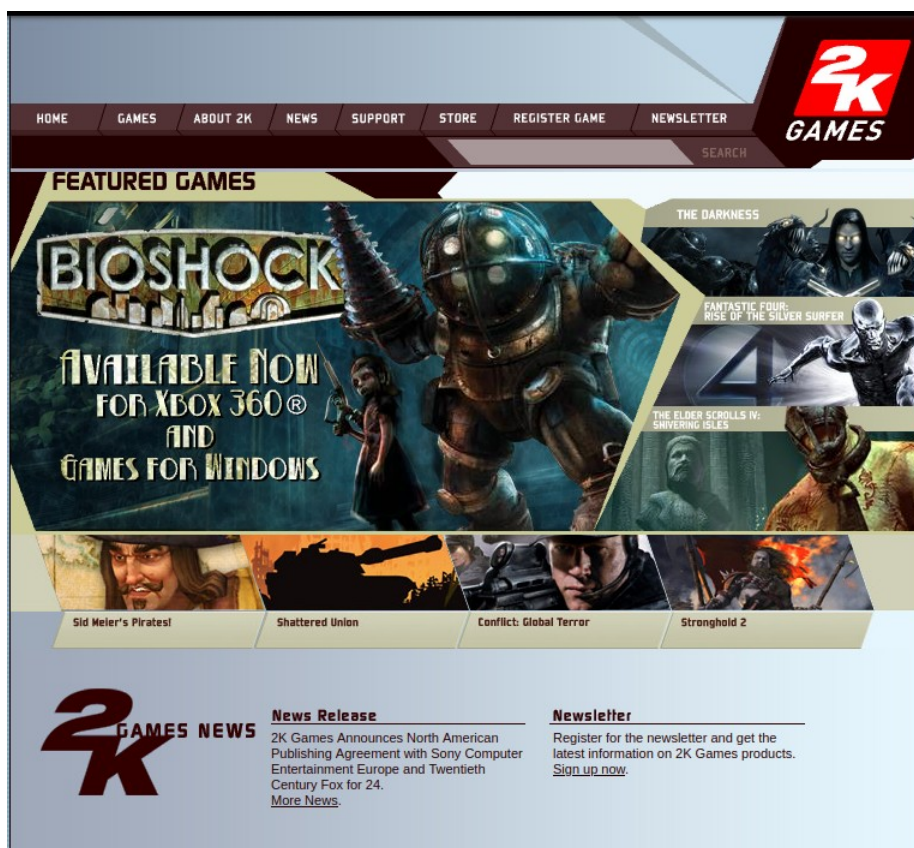 2K
GAMES
HOME
GAMES
ABOUT 2K
NEWS
SUPPORT
STORE
REGISTER GAME
NEWSLETTER
SEARCH
FEATURED GAMES
BIOSHOCK
AVAILABLE NOW
FOR XBOX 360®
AND
GAMES FOR WINDOWS
THE DARKNESS
FANTASTIC FOUR:
RISE OF THE SILVER SURFER
4
THE ELDER SCROLLS IV:
SHIVERING ISLES
Sid Meier's Pirates!
Shattered Union
Conflict: Global Terror
Stronghold 2
2K
GAMES NEWS
News Release
2K Games Announces North American
Publishing Agreement with Sony Computer
Entertainment Europe and Twentieth
Century Fox for 24.
More News.
Newsletter
Register for the newsletter and get the
latest information on 2K Games products.
Sign up now.